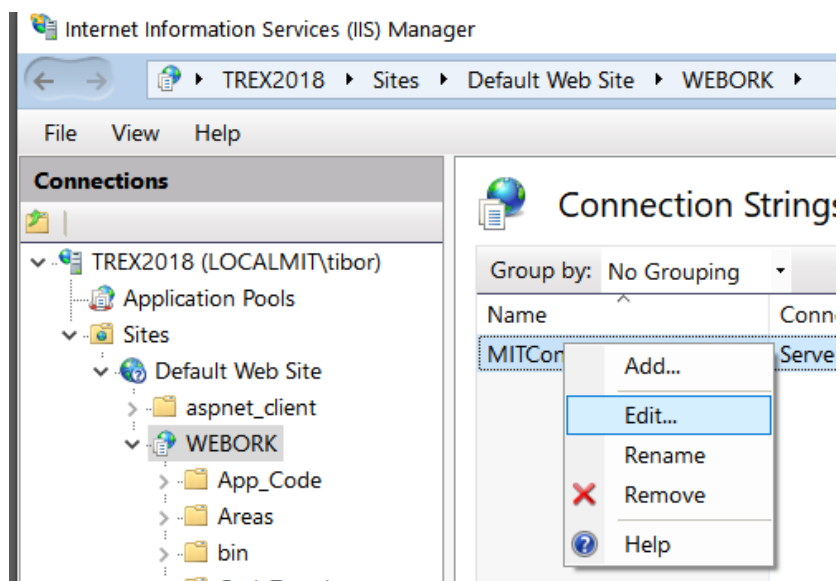 Internet Information Services (IIS) Manager
TREX2018 Sites Default Web Site WEBORK
File View Help
Connections
TREX2018 (LOCALMIT\tibor)
Application Pools
Sites
Default Web Site
aspnet_client
WEBORK
App_Code
Areas
bin
Connection Strings
Group by: No Grouping
Name Conn
MITCon Serve
Add...
Edit...
Rename
Remove
Help